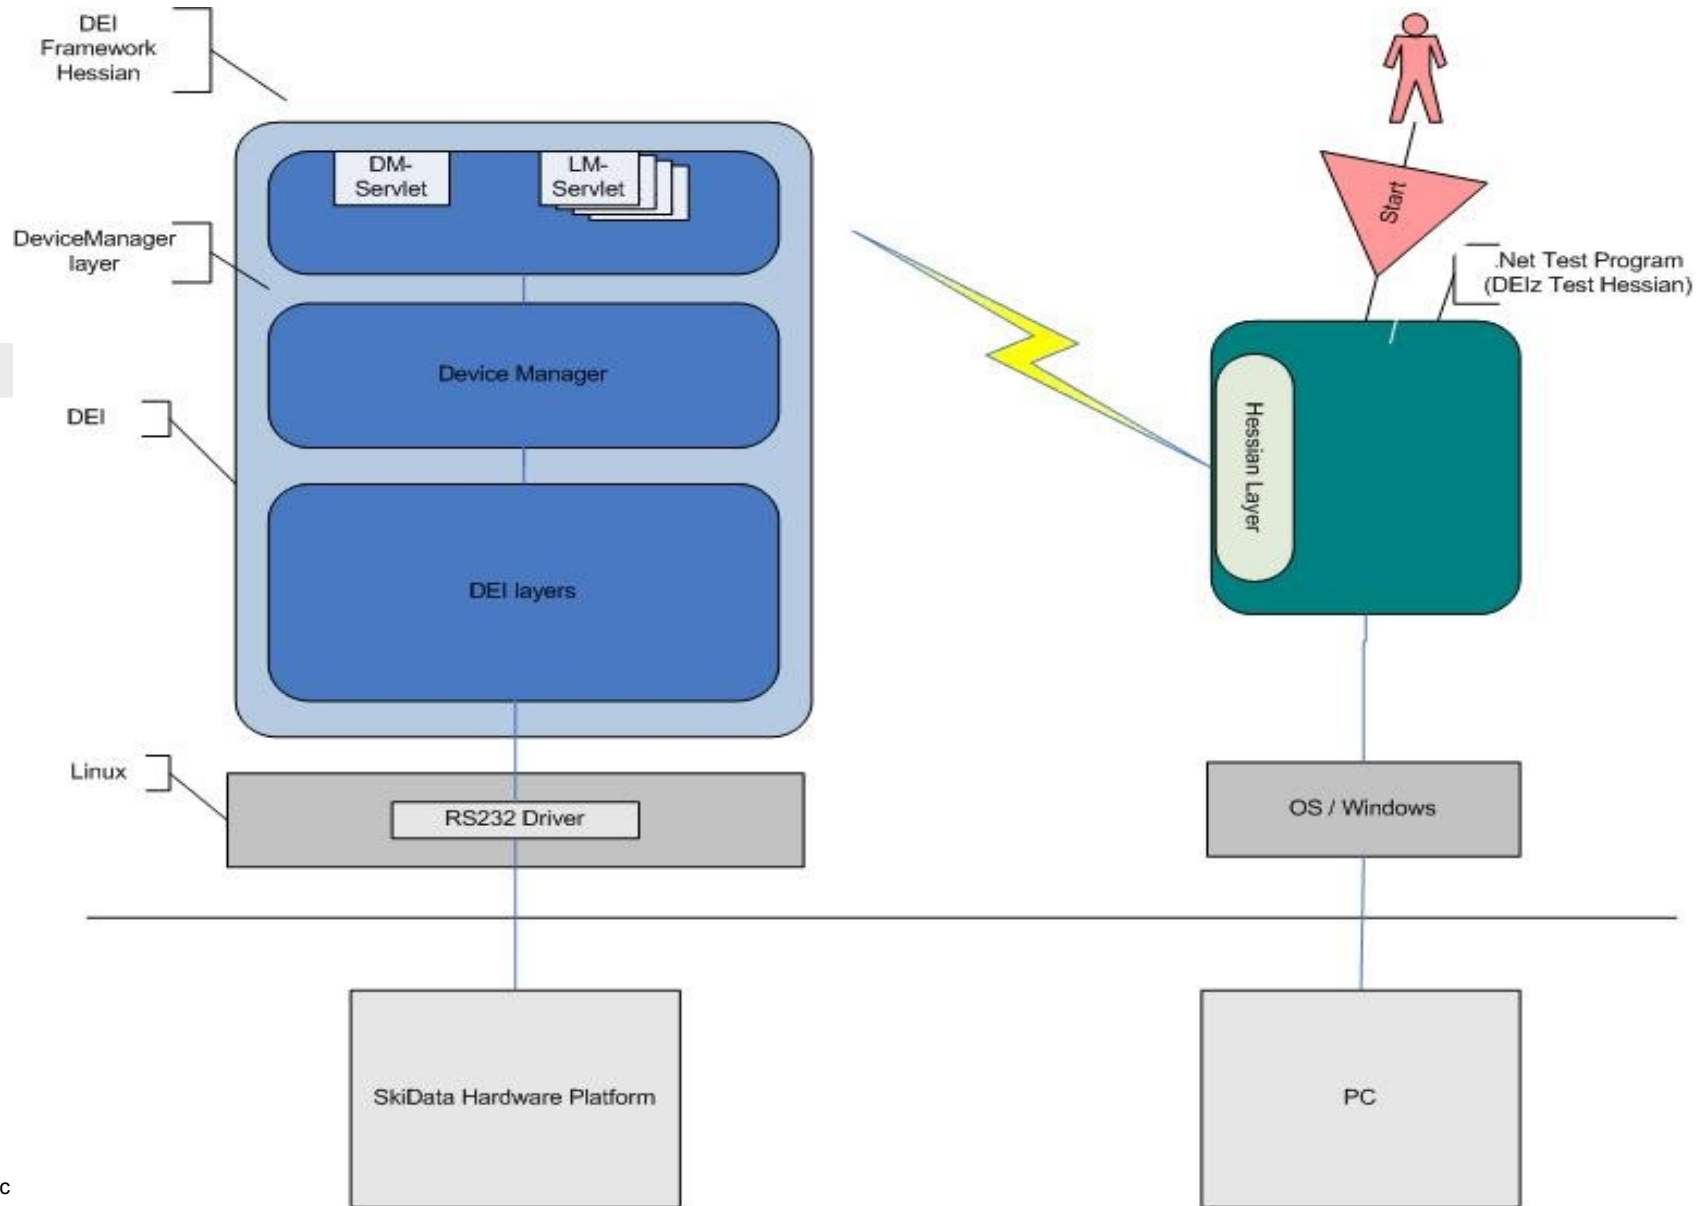 DEI
Framework
Hessian
DM-
Servlet
LM-
Servlet
Start
DeviceManager
layer
.Net Test Program
(DEIz Test Hessian)
Device Manager
DEI
Hessian Layer
DEI layers
Linux
RS232 Driver
OS / Windows
SkiData Hardware Platform
PC
c